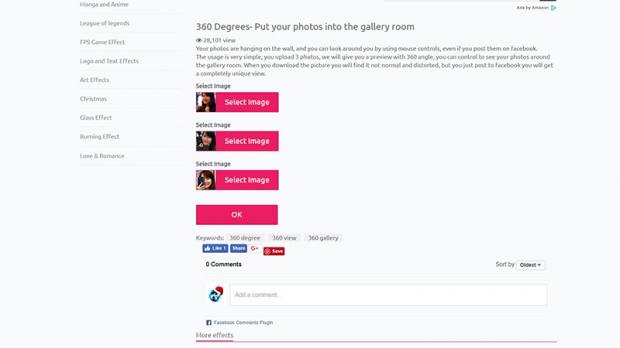 Manga and Anime
League of legends
FPS Game Effect
Logo and Text Effects
Art Effects
Christmas
Glass Effect
Burning Effect
Love & Romance
Ads by Amazon
360 Degrees- Put your photos into the gallery room
28,101 view
Your photos are hanging on the wall, and you can look around you by using mouse controls, even if you post them on facebook.
The usage is very simple, you upload 3 photos, we will give you a preview with 360 angle, you can control to see your photos around
the gallery room. When you download the picture you will find it not normal and distorted, but you just post to facebook you will get
a completely unique view.
Select Image
Select Image
Select Image
Select Image
Select Image
Select Image
OK
Keywords: 360 degree 360 view 360 gallery
Like 1 Share G+ Save
0 Comments Sort by Oldest
Add a comment...
Facebook Comments Plugin
More effects